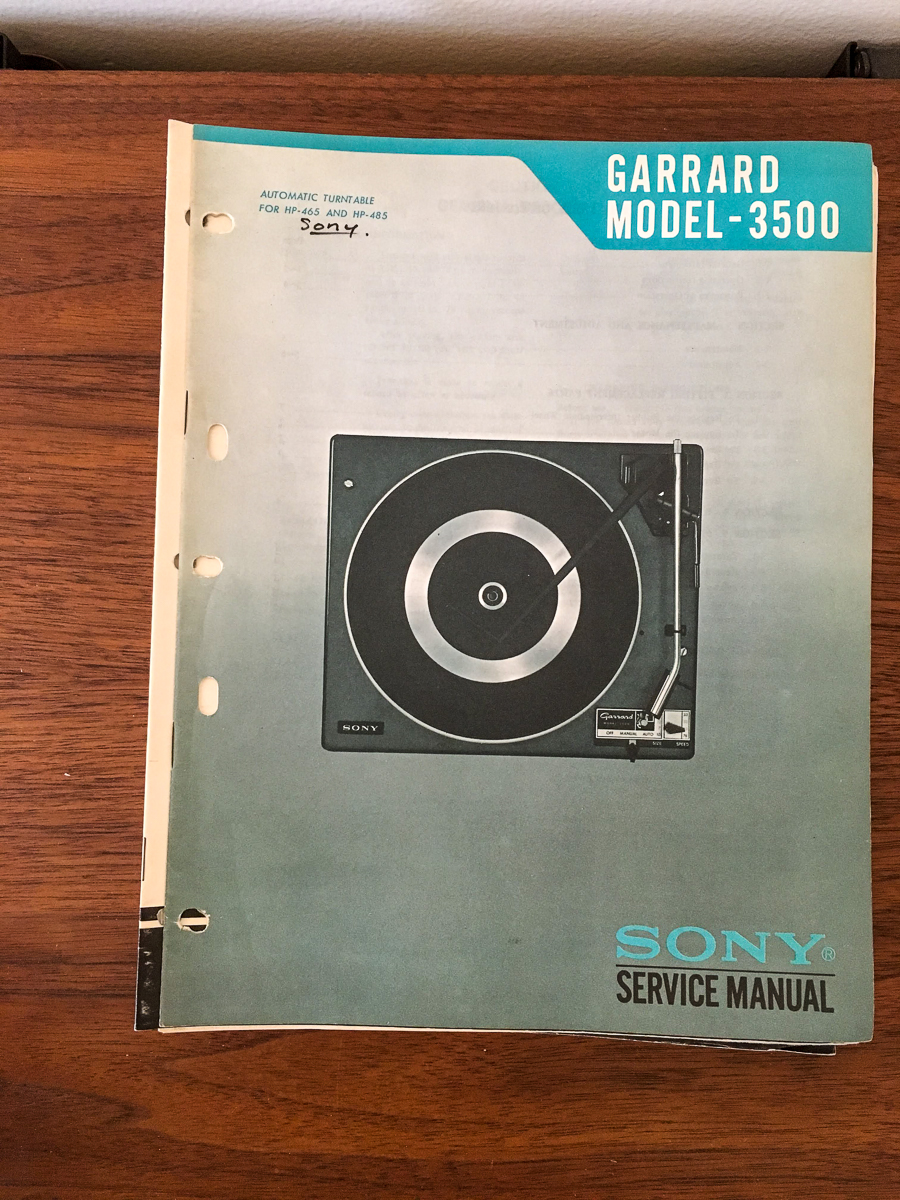 GARRARD
MODEL-3500
AUTOMATIC TURNTABLE
FOR HP-465 AND HP-485
Sony.
SONY
Garrard
OFF MANUAL AUTO
SIZE SPEED
SONY®
SERVICE MANUAL